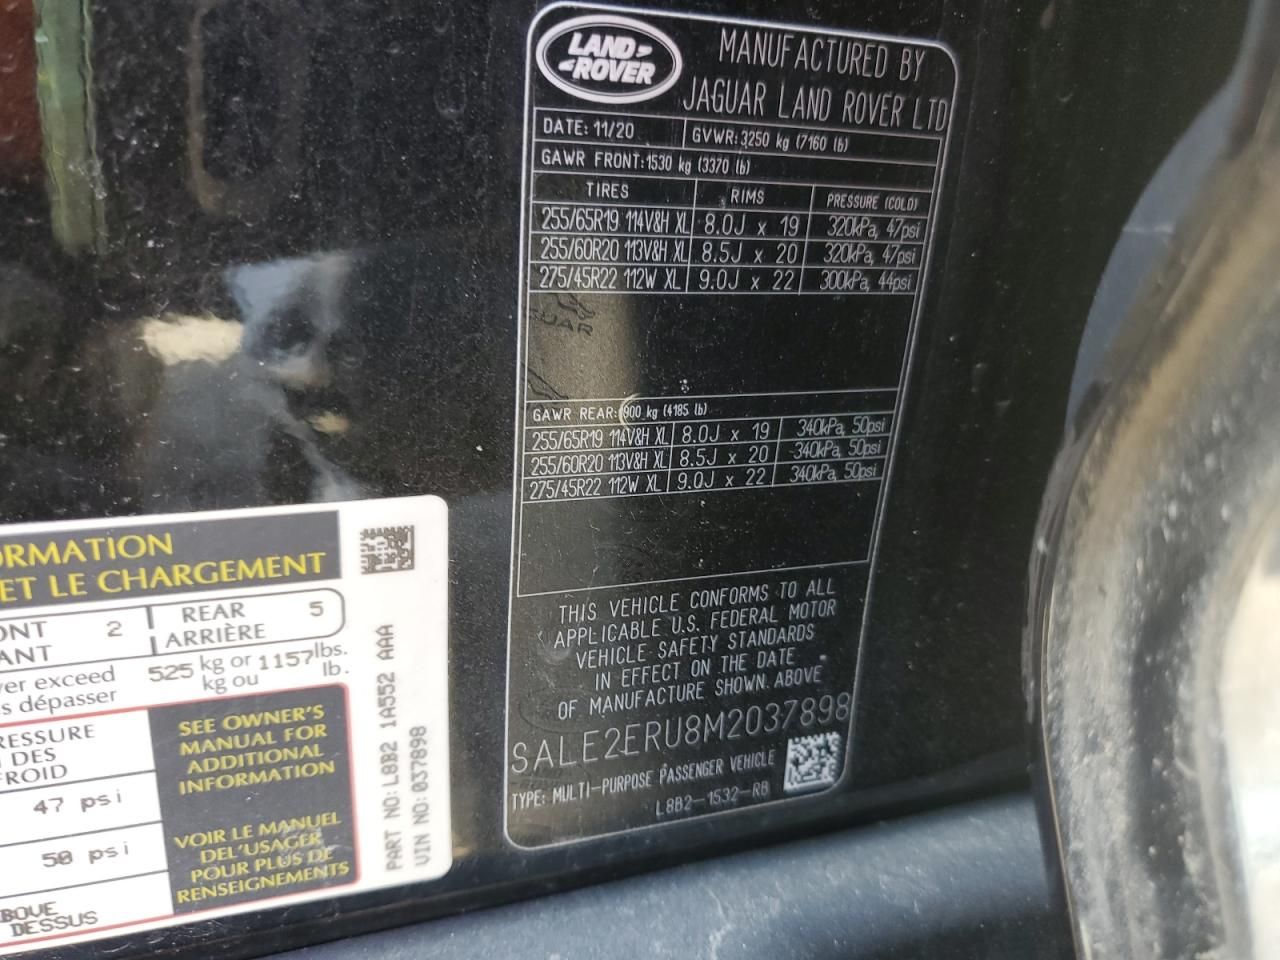 LAND ROVER
MANUFACTURED BY
JAGUAR LAND ROVER LTD
DATE: 11/20 GVWR: 3250 kg (7160 lb)
GAWR FRONT: 1530 kg (3370 lb)
TIRES RIMS PRESSURE (COLD)
255/65R19 114V&H XL 8.0J x 19 320kPa, 47psi
255/60R20 113V&H XL 8.5J x 20 320kPa, 47psi
275/45R22 112W XL 9.0J x 22 300kPa, 44psi
GUAR
GAWR REAR: 1900 kg (4185 lb)
255/65R19 114V&H XL 8.0J x 19 340kPa, 50psi
255/60R20 113V&H XL 8.5J x 20 340kPa, 50psi
275/45R22 112W XL 9.0J x 22 340kPa, 50psi
THIS VEHICLE CONFORMS TO ALL
APPLICABLE U.S. FEDERAL MOTOR
VEHICLE SAFETY STANDARDS
IN EFFECT ON THE DATE
OF MANUFACTURE SHOWN ABOVE
SALE2ERU8M2037898
TYPE: MULTI-PURPOSE PASSENGER VEHICLE
L8B2-1532-RB
ORMATION
ET LE CHARGEMENT
ONT 2 REAR 5
ANT ARRIÈRE
ver exceed 525 kg or 1157 lbs.
s dépasser kg ou lb.
RESSURE
DES
FROID
47 psi
50 psi
BOVE
DESSUS
SEE OWNER'S
MANUAL FOR
ADDITIONAL
INFORMATION
VOIR LE MANUEL
DEL'USAGER
POUR PLUS DE
RENSEIGNEMENTS
PART NO: L8B2 1A552 AAA
VIN NO: 037898